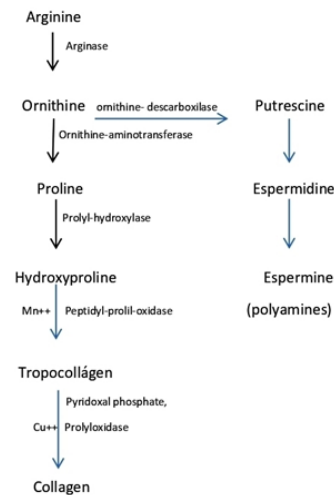 Arginine
Arginase
Ornithine ornithine- descarboxilase Putrescine
Ornithine-aminotransferase
Proline Espermidine
Prolyl-hydroxylase
Hydroxyproline Espermine
Mn++ Peptidyl-prolil-oxidase (polyamines)
Tropocollágen
Pyridoxal phosphate,
Cu++ Prolyloxidase
Collagen